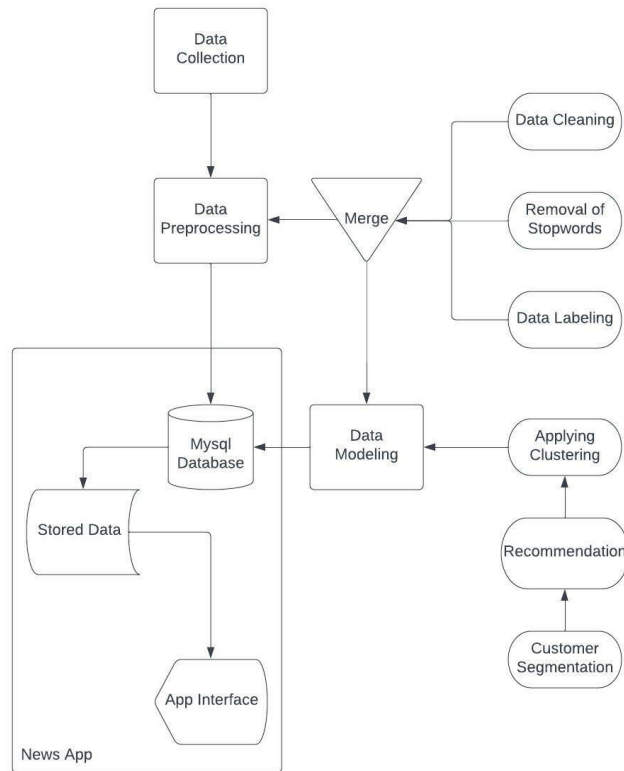 Data
Collection
Data Cleaning
Data
Preprocessing
Merge
Removal of
Stopwords
Data Labeling
Mysql
Database
Data
Modeling
Applying
Clustering
Stored Data
Recommendation
Customer
Segmentation
App Interface
News App